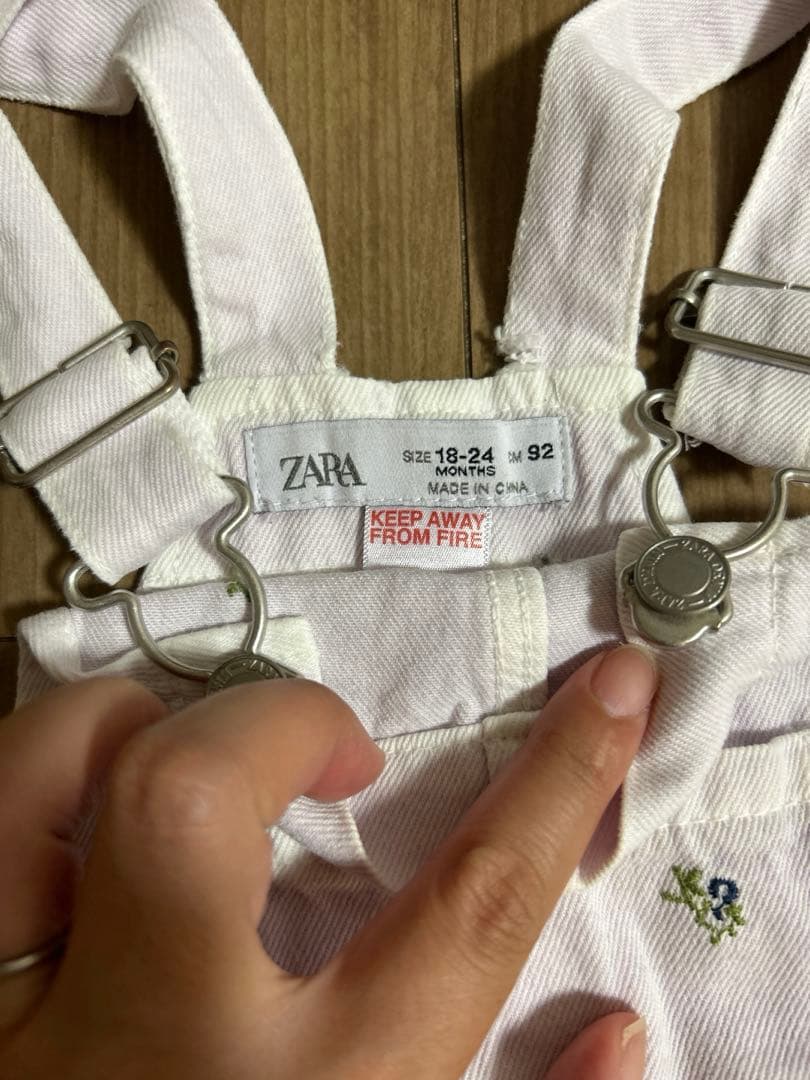 ZARA
SIZE 18-24 CM 92
MONTHS
MADE IN CHINA
KEEP AWAY
FROM FIRE